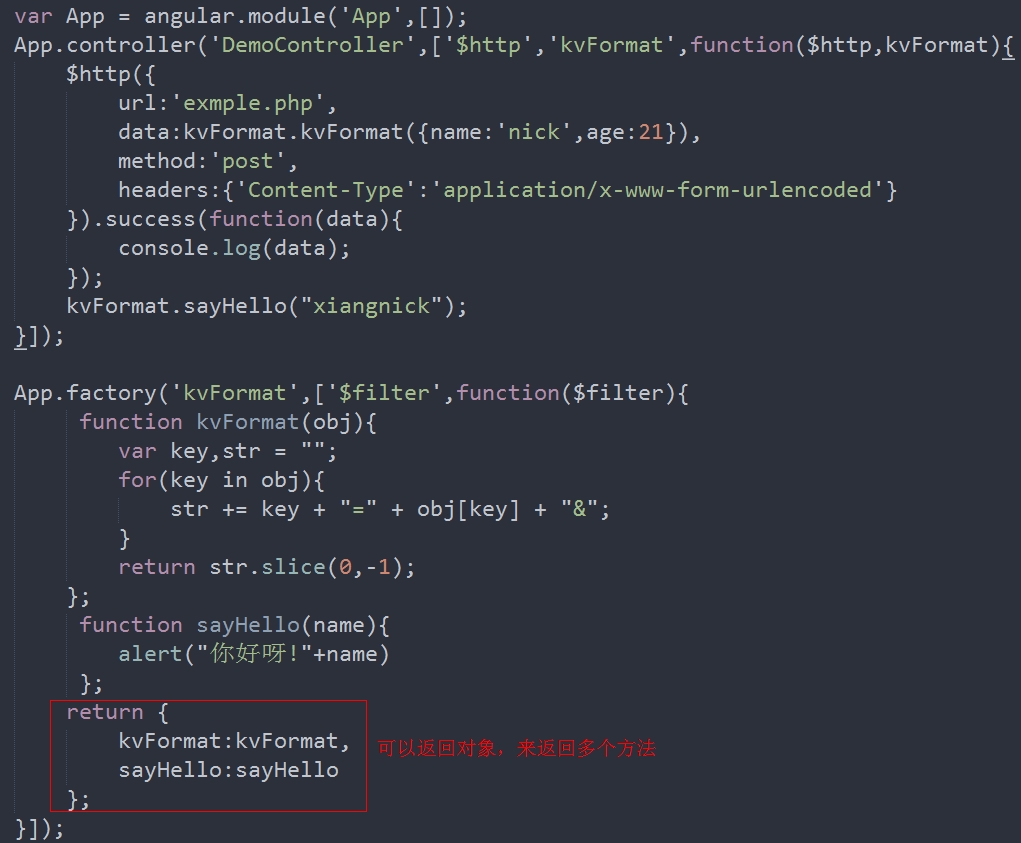 var App = angular.module('App',[]);
App.controller('DemoController',['$http','kvFormat',function($http,kvFormat){
    $http({
        url:'exmple.php',
        data:kvFormat.kvFormat({name:'nick',age:21}),
        method:'post',
        headers:{'Content-Type':'application/x-www-form-urlencoded'}
    }).success(function(data){
        console.log(data);
    });
    kvFormat.sayHello("xiangnick");
}]);

App.factory('kvFormat',['$filter',function($filter){
     function kvFormat(obj){
        var key,str = "";
        for(key in obj){
            str += key + "=" + obj[key] + "&";
        }
        return str.slice(0,-1);
    };
     function sayHello(name){
        alert("你好呀!"+name)
     };
    return {
        kvFormat:kvFormat,
        可以返回对象，来返回多个方法
        sayHello:sayHello
    };
}]);